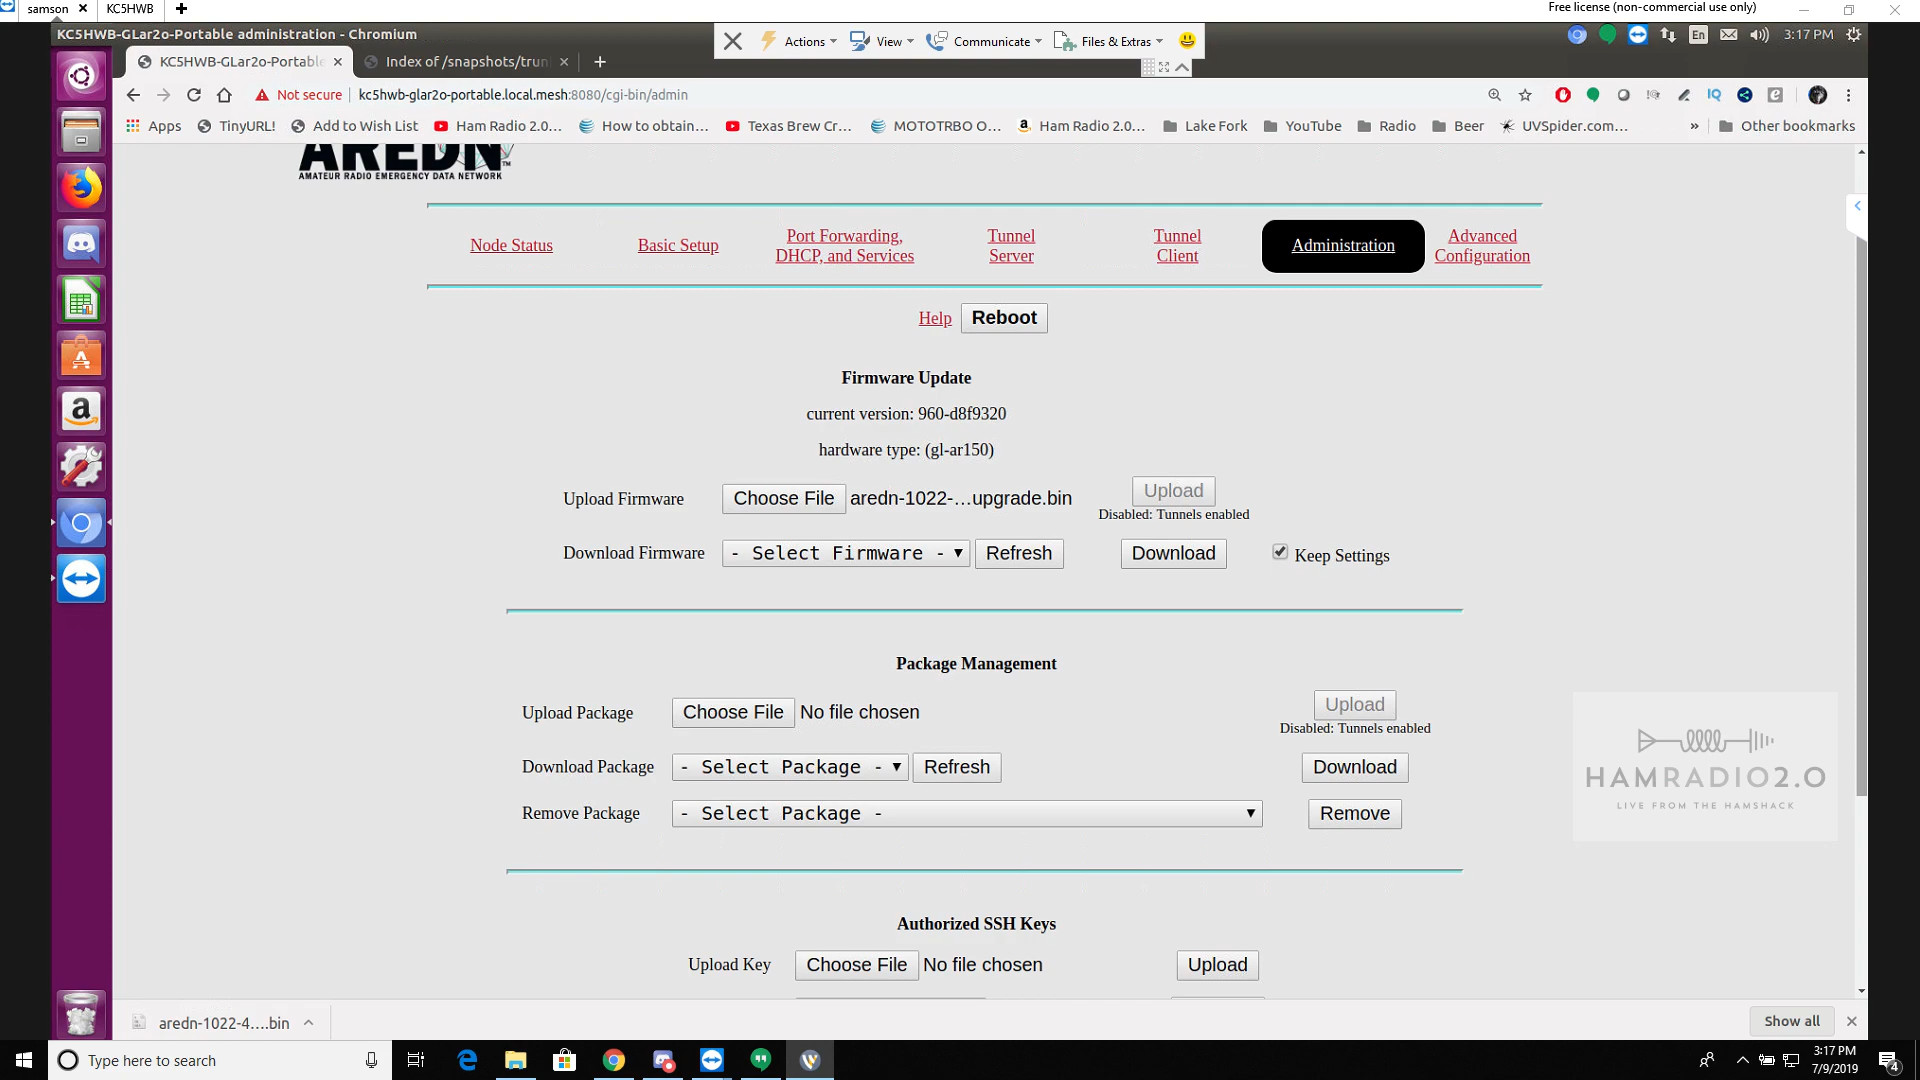 samson KC5HWB Free license (non-commercial use only)
KC5HWB-GLar2o-Portable administration - Chromium
Actions View Communicate Files & Extras
En 3:17 PM
KC5HWB-GLar2o-Portable Index of /snapshots/trun
Not secure kc5hwb-glar2o-portable.local.mesh:8080/cgi-bin/admin
Apps TinyURL! Add to Wish List Ham Radio 2.0... How to obtain... Texas Brew Cr... MOTOTRBO O... Ham Radio 2.0... Lake Fork YouTube Radio Beer UVSpider.com... » Other bookmarks
AREDN™
AMATEUR RADIO EMERGENCY DATA NETWORK
Node Status
Basic Setup
Port Forwarding,
DHCP, and Services
Tunnel
Server
Tunnel
Client
Administration
Advanced
Configuration
Help Reboot
Firmware Update
current version: 960-d8f9320
hardware type: (gl-ar150)
Upload Firmware Choose File aredn-1022-...upgrade.bin Upload
Disabled: Tunnels enabled
Download Firmware - Select Firmware - Refresh Download Keep Settings
Package Management
Upload Package Choose File No file chosen Upload
Disabled: Tunnels enabled
Download Package - Select Package - Refresh Download
Remove Package - Select Package - Remove
HAMRADIO2.0
LIVE FROM THE HAMSHACK
Authorized SSH Keys
Upload Key Choose File No file chosen Upload
aredn-1022-4....bin Show all
Type here to search 3:17 PM
7/9/2019
4